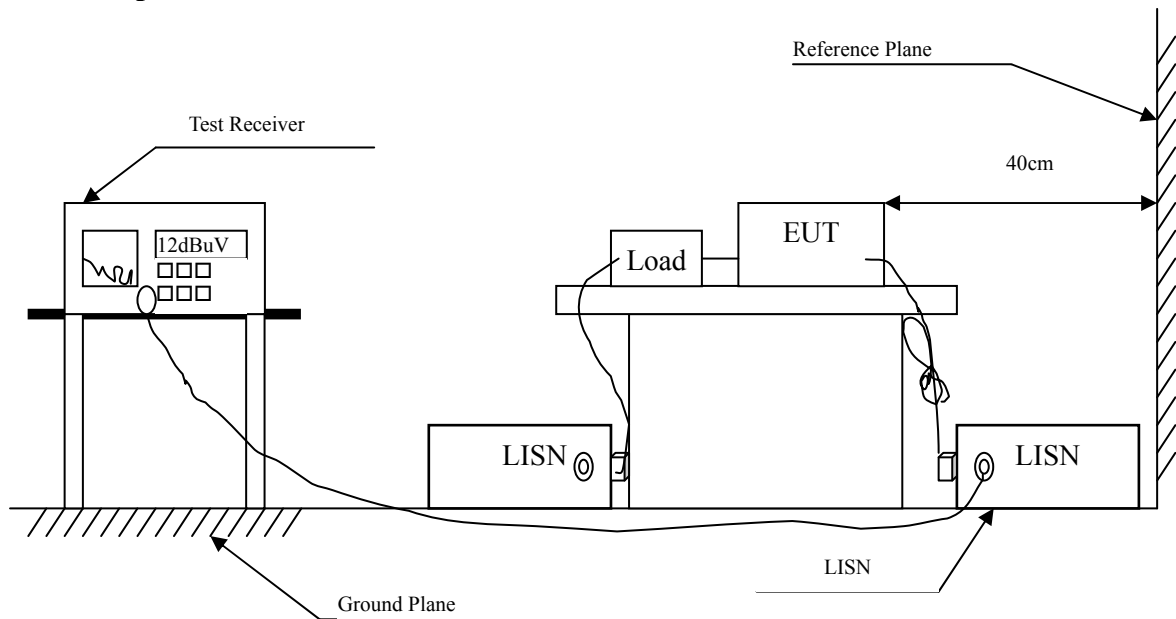 Reference Plane
Test Receiver
40cm
12dBuV
EUT
Load
LISN
LISN
LISN
Ground Plane